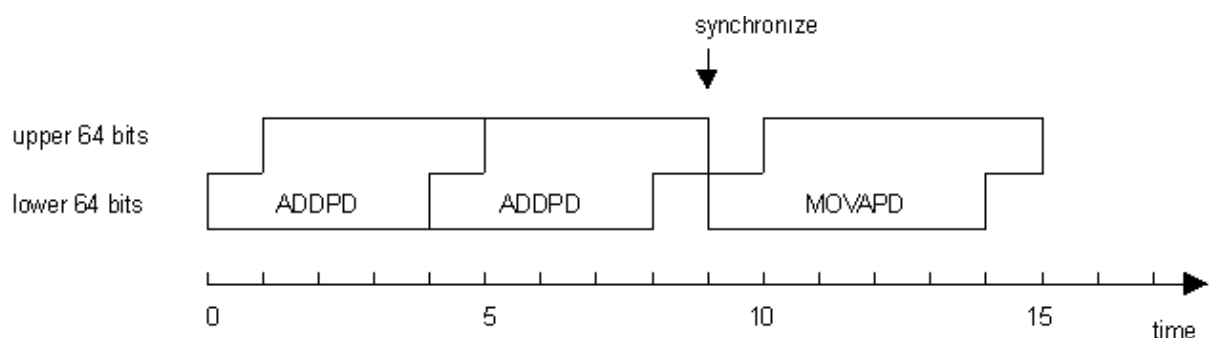 synchronize
upper 64 bits
lower 64 bits ADDPD ADDPD MOVAPD
0 5 10 15
time